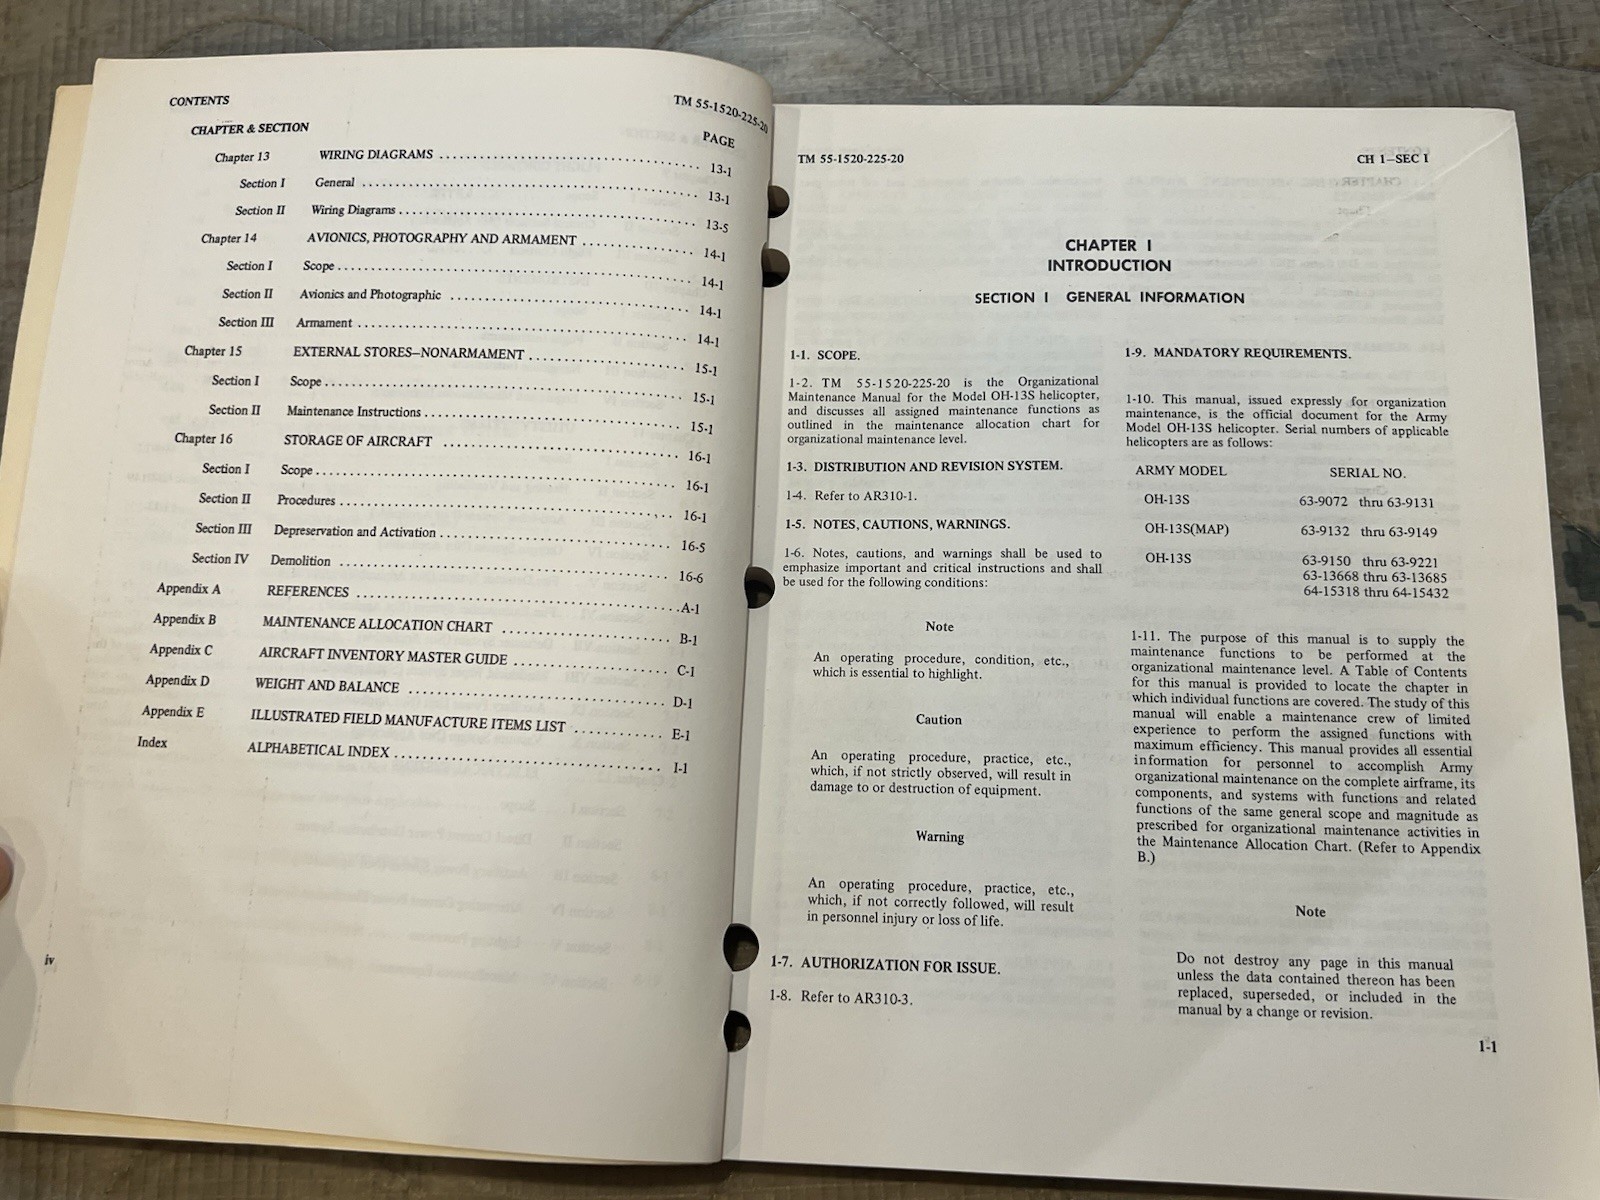 CONTENTS
TM 55-1520-225-20
CHAPTER & SECTION
PAGE
Chapter 13 WIRING DIAGRAMS ........................................ 13-1
Section I General .................................................... 13-1
Section II Wiring Diagrams .............................................. 13-5
Chapter 14 AVIONICS, PHOTOGRAPHY AND ARMAMENT ................. 14-1
Section I Scope ...................................................... 14-1
Section II Avionics and Photographic ..................................... 14-1
Section III Armament .................................................. 14-1
Chapter 15 EXTERNAL STORES—NONARMAMENT ......................... 15-1
Section I Scope ...................................................... 15-1
Section II Maintenance Instructions ........................................ 15-1
Chapter 16 STORAGE OF AIRCRAFT .................................... 16-1
Section I Scope ...................................................... 16-1
Section II Procedures .................................................. 16-1
Section III Depreservation and Activation ..................................... 16-5
Section IV Demolition .................................................. 16-6
Appendix A REFERENCES ............................................... A-1
Appendix B MAINTENANCE ALLOCATION CHART .......................... B-1
Appendix C AIRCRAFT INVENTORY MASTER GUIDE ........................ C-1
Appendix D WEIGHT AND BALANCE ....................................... D-1
Appendix E ILLUSTRATED FIELD MANUFACTURE ITEMS LIST ............. E-1
Index ALPHABETICAL INDEX ........................................ I-1
iv
TM 55-1520-225-20
CH 1—SEC I
CHAPTER I
INTRODUCTION
SECTION I GENERAL INFORMATION
1-1. SCOPE.
1-2. TM 55-1520-225-20 is the Organizational
Maintenance Manual for the Model OH-13S helicopter,
and discusses all assigned maintenance functions as
outlined in the maintenance allocation chart for
organizational maintenance level.
1-3. DISTRIBUTION AND REVISION SYSTEM.
1-4. Refer to AR310-1.
1-5. NOTES, CAUTIONS, WARNINGS.
1-6. Notes, cautions, and warnings shall be used to
emphasize important and critical instructions and shall
be used for the following conditions:
Note
An operating procedure, condition, etc.,
which is essential to highlight.
Caution
An operating procedure, practice, etc.,
which, if not strictly observed, will result in
damage to or destruction of equipment.
Warning
An operating procedure, practice, etc.,
which, if not correctly followed, will result
in personnel injury or loss of life.
1-7. AUTHORIZATION FOR ISSUE.
1-8. Refer to AR310-3.
1-9. MANDATORY REQUIREMENTS.
1-10. This manual, issued expressly for organization
maintenance, is the official document for the Army
Model OH-13S helicopter. Serial numbers of applicable
helicopters are as follows:
ARMY MODEL SERIAL NO.
OH-13S 63-9072 thru 63-9131
OH-13S(MAP) 63-9132 thru 63-9149
OH-13S 63-9150 thru 63-9221
63-13668 thru 63-13685
64-15318 thru 64-15432
1-11. The purpose of this manual is to supply the
maintenance functions to be performed at the
organizational maintenance level. A Table of Contents
for this manual is provided to locate the chapter in
which individual functions are covered. The study of this
manual will enable a maintenance crew of limited
experience to perform the assigned functions with
maximum efficiency. This manual provides all essential
information for personnel to accomplish Army
organizational maintenance on the complete airframe, its
components, and systems with functions and related
functions of the same general scope and magnitude as
prescribed for organizational maintenance activities in
the Maintenance Allocation Chart. (Refer to Appendix
B.)
Note
Do not destroy any page in this manual
unless the data contained thereon has been
replaced, superseded, or included in the
manual by a change or revision.
1-1